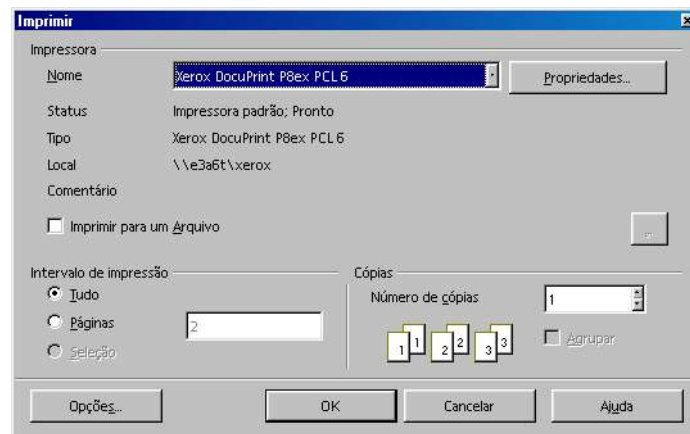 Imprimir
Impressora
Nome Xerox DocuPrint P8ex PCL 6 Propriedades...
Status Impressora padrão; Pronto
Tipo Xerox DocuPrint P8ex PCL 6
Local \\e3a6t\xerox
Comentário
Imprimir para um Arquivo ...
Intervalo de impressão Cópias
Tudo Número de cópias 1
Páginas 2
1 1 2 2 3 3 Agrupar
Seleção
Opções... OK Cancelar Ajuda